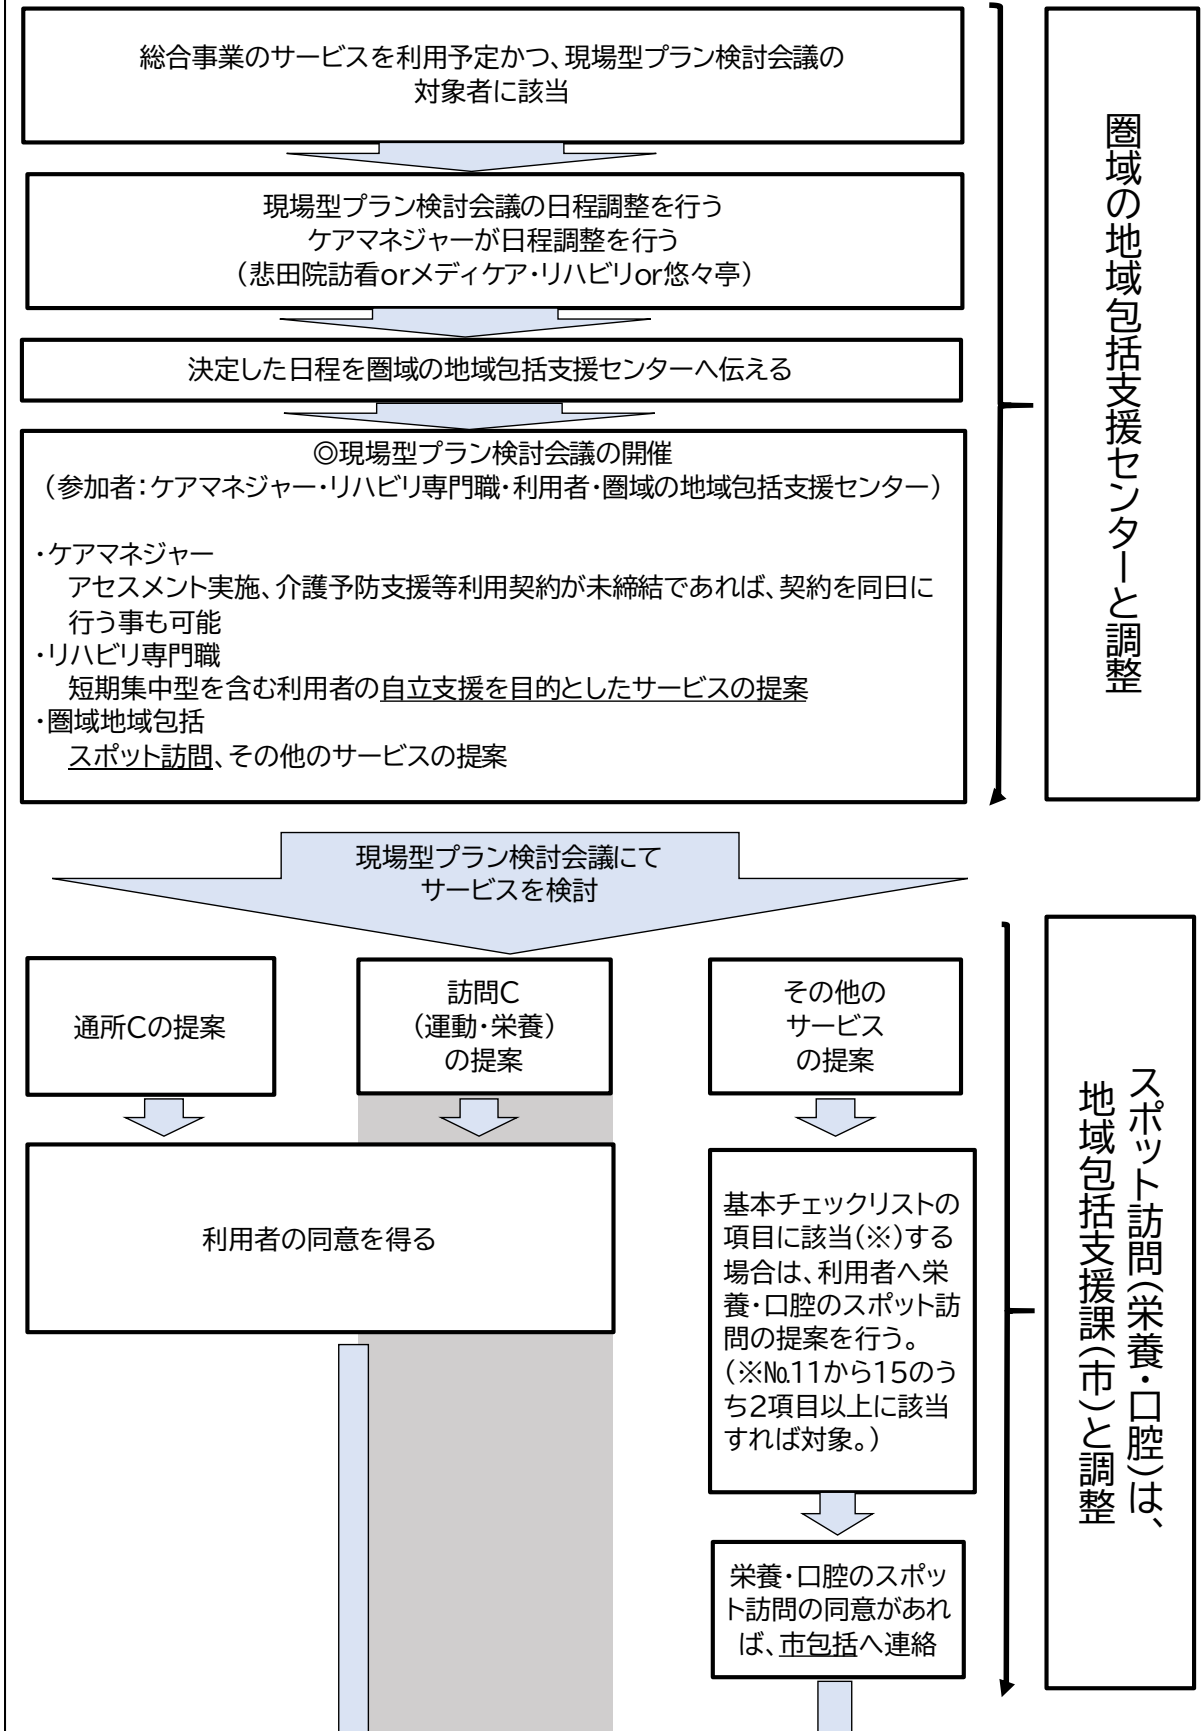 総合事業のサービスを利用予定かつ、現場型プラン検討会議の
対象者に該当
現場型プラン検討会議の日程調整を行う
ケアマネジャーが日程調整を行う
（悲田院訪看orメディケア・リハビリor悠々亭）
決定した日程を圏域の地域包括支援センターへ伝える
◎現場型プラン検討会議の開催
（参加者：ケアマネジャー・リハビリ専門職・利用者・圏域の地域包括支援センター）
・ケアマネジャー
アセスメント実施、介護予防支援等利用契約が未締結であれば、契約を同日に
行う事も可能
・リハビリ専門職
短期集中型を含む利用者の自立支援を目的としたサービスの提案
・圏域地域包括
スポット訪問、その他のサービスの提案
圏域の地域包括支援センターと調整
現場型プラン検討会議にて
サービスを検討
通所Cの提案
訪問C
（運動・栄養）
の提案
その他の
サービス
の提案
利用者の同意を得る
基本チェックリストの
項目に該当(※)する
場合は、利用者へ栄
養・口腔のスポット訪
問の提案を行う。
（※№11から15のう
ち2項目以上に該当
すれば対象。）
栄養・口腔のスポッ
ト訪問の同意があれ
ば、市包括へ連絡
スポット訪問(栄養・口腔)は、
地域包括支援課(市)と調整